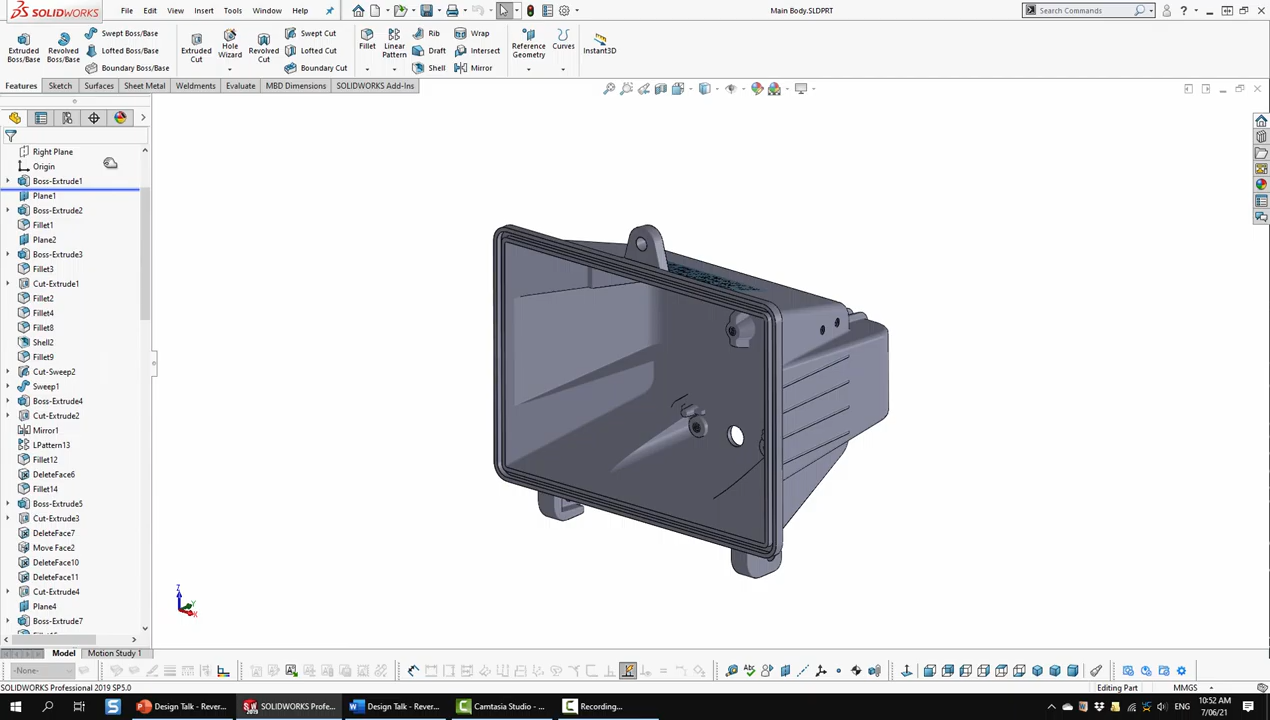 SOLIDWORKS File Edit View Insert Tools Window Help Main Body.SLDPRT Search Commands
Extruded Boss/Base
Revolved Boss/Base
Swept Boss/Base
Lofted Boss/Base
Boundary Boss/Base
Extruded Cut
Hole Wizard
Revolved Cut
Swept Cut
Lofted Cut
Boundary Cut
Fillet
Linear Pattern
Rib
Draft
Shell
Wrap
Intersect
Mirror
Reference Geometry
Curves
Instant3D
Features Sketch Surfaces Sheet Metal Weldments Evaluate MBD Dimensions SOLIDWORKS Add-Ins
Right Plane
Origin
Boss-Extrude1
Plane1
Boss-Extrude2
Fillet1
Plane2
Boss-Extrude3
Fillet3
Cut-Extrude1
Fillet2
Fillet4
Fillet8
Shell2
Fillet9
Cut-Sweep2
Sweep1
Boss-Extrude4
Cut-Extrude2
Mirror1
LPattern13
Fillet12
DeleteFace6
Fillet14
Boss-Extrude5
Cut-Extrude3
DeleteFace7
Move Face2
DeleteFace10
DeleteFace11
Cut-Extrude4
Plane4
Boss-Extrude7
Z
Y
X
Model Motion Study 1
-None-
SOLIDWORKS Professional 2019 SP5.0 Editing Part MMGS
Design Talk - Rever... SOLIDWORKS Profe... Design Talk - Rever... Camtasia Studio - ... Recording... ENG 10:52 AM
7/06/21